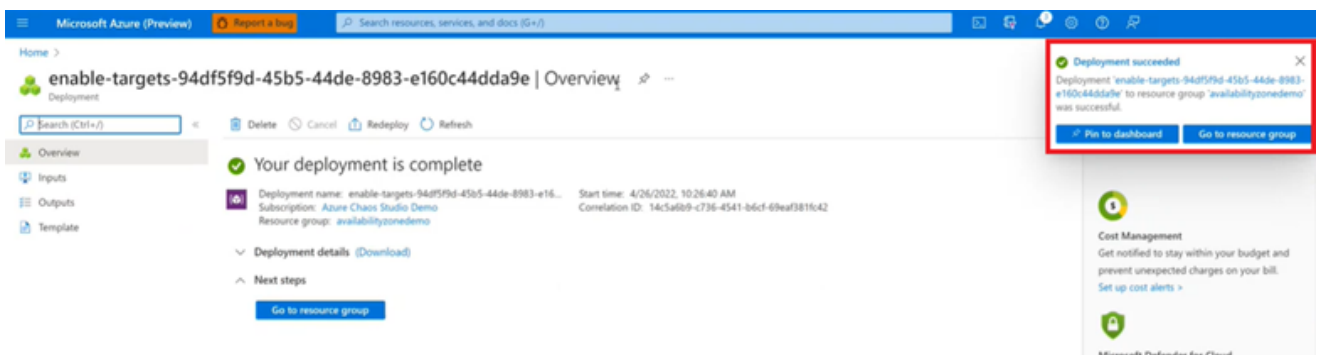 Microsoft Azure (Preview)
Report a bug
Search resources, services, and docs (G+/)
Home >
enable-targets-94df5f9d-45b5-44de-8983-e160c44dda9e | Overview
Deployment
Search (Ctrl+/)
Delete
Cancel
Redeploy
Refresh
Overview
Inputs
Outputs
Template
Your deployment is complete
Deployment name: enable-targets-94df5f9d-45b5-44de-8983-e16...
Subscription: Azure Chaos Studio Demo
Resource group: availabilityzonedemo
Start time: 4/26/2022, 10:26:40 AM
Correlation ID: 14c5a6b9-c736-4541-b6cf-69eaf381fc42
Deployment details (Download)
Next steps
Go to resource group
Deployment succeeded
Deployment 'enable-targets-94df5f9d-45b5-44de-8983-
e160c44dda9e' to resource group 'availabilityzonedemo'
was successful.
Pin to dashboard
Go to resource group
Cost Management
Get notified to stay within your budget and
prevent unexpected charges on your bill.
Set up cost alerts >
Microsoft Defender for Cloud